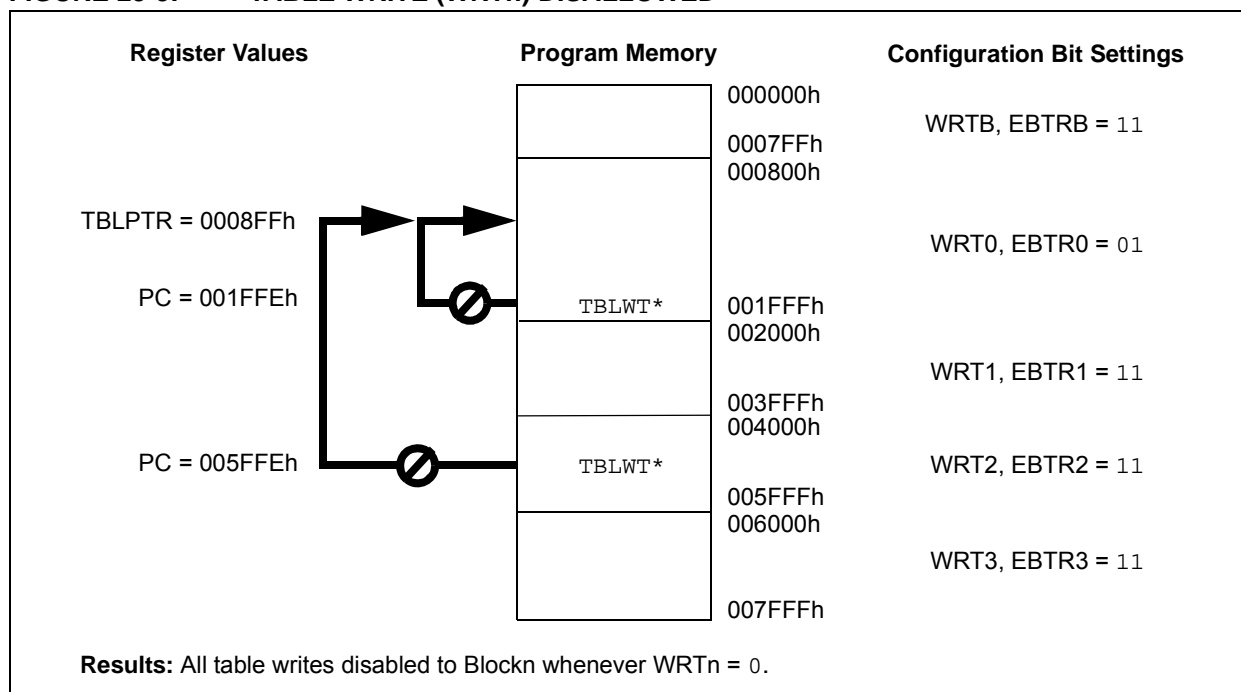 Register Values Program Memory Configuration Bit Settings
000000h
WRTB, EBTRB = 11
0007FFh
000800h
TBLPTR = 0008FFh
WRT0, EBTR0 = 01
PC = 001FFEh TBLWT* 001FFFh
002000h
WRT1, EBTR1 = 11
003FFFh
004000h
PC = 005FFEh TBLWT* WRT2, EBTR2 = 11
005FFFh
006000h
WRT3, EBTR3 = 11
007FFFh
Results: All table writes disabled to Blockn whenever WRTn = 0.